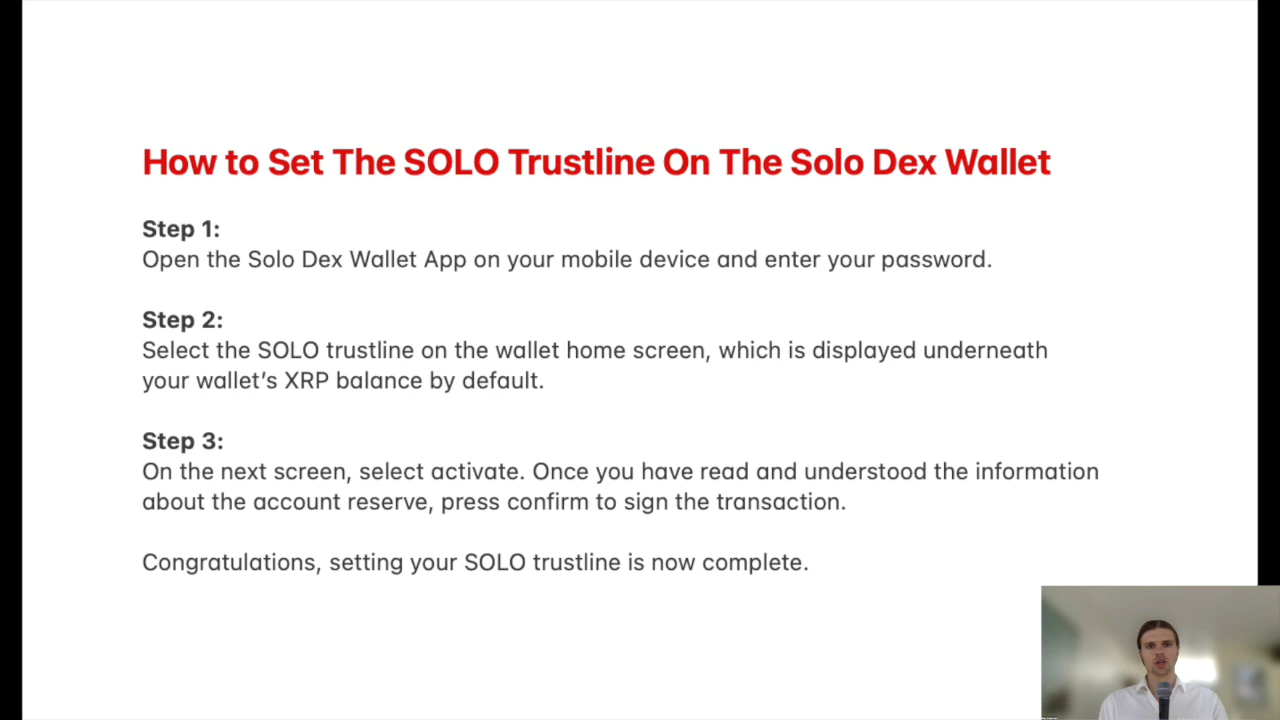 How to Set The SOLO Trustline On The Solo Dex Wallet
Step 1:
Open the Solo Dex Wallet App on your mobile device and enter your password.
Step 2:
Select the SOLO trustline on the wallet home screen, which is displayed underneath
your wallet’s XRP balance by default.
Step 3:
On the next screen, select activate. Once you have read and understood the information
about the account reserve, press confirm to sign the transaction.
Congratulations, setting your SOLO trustline is now complete.